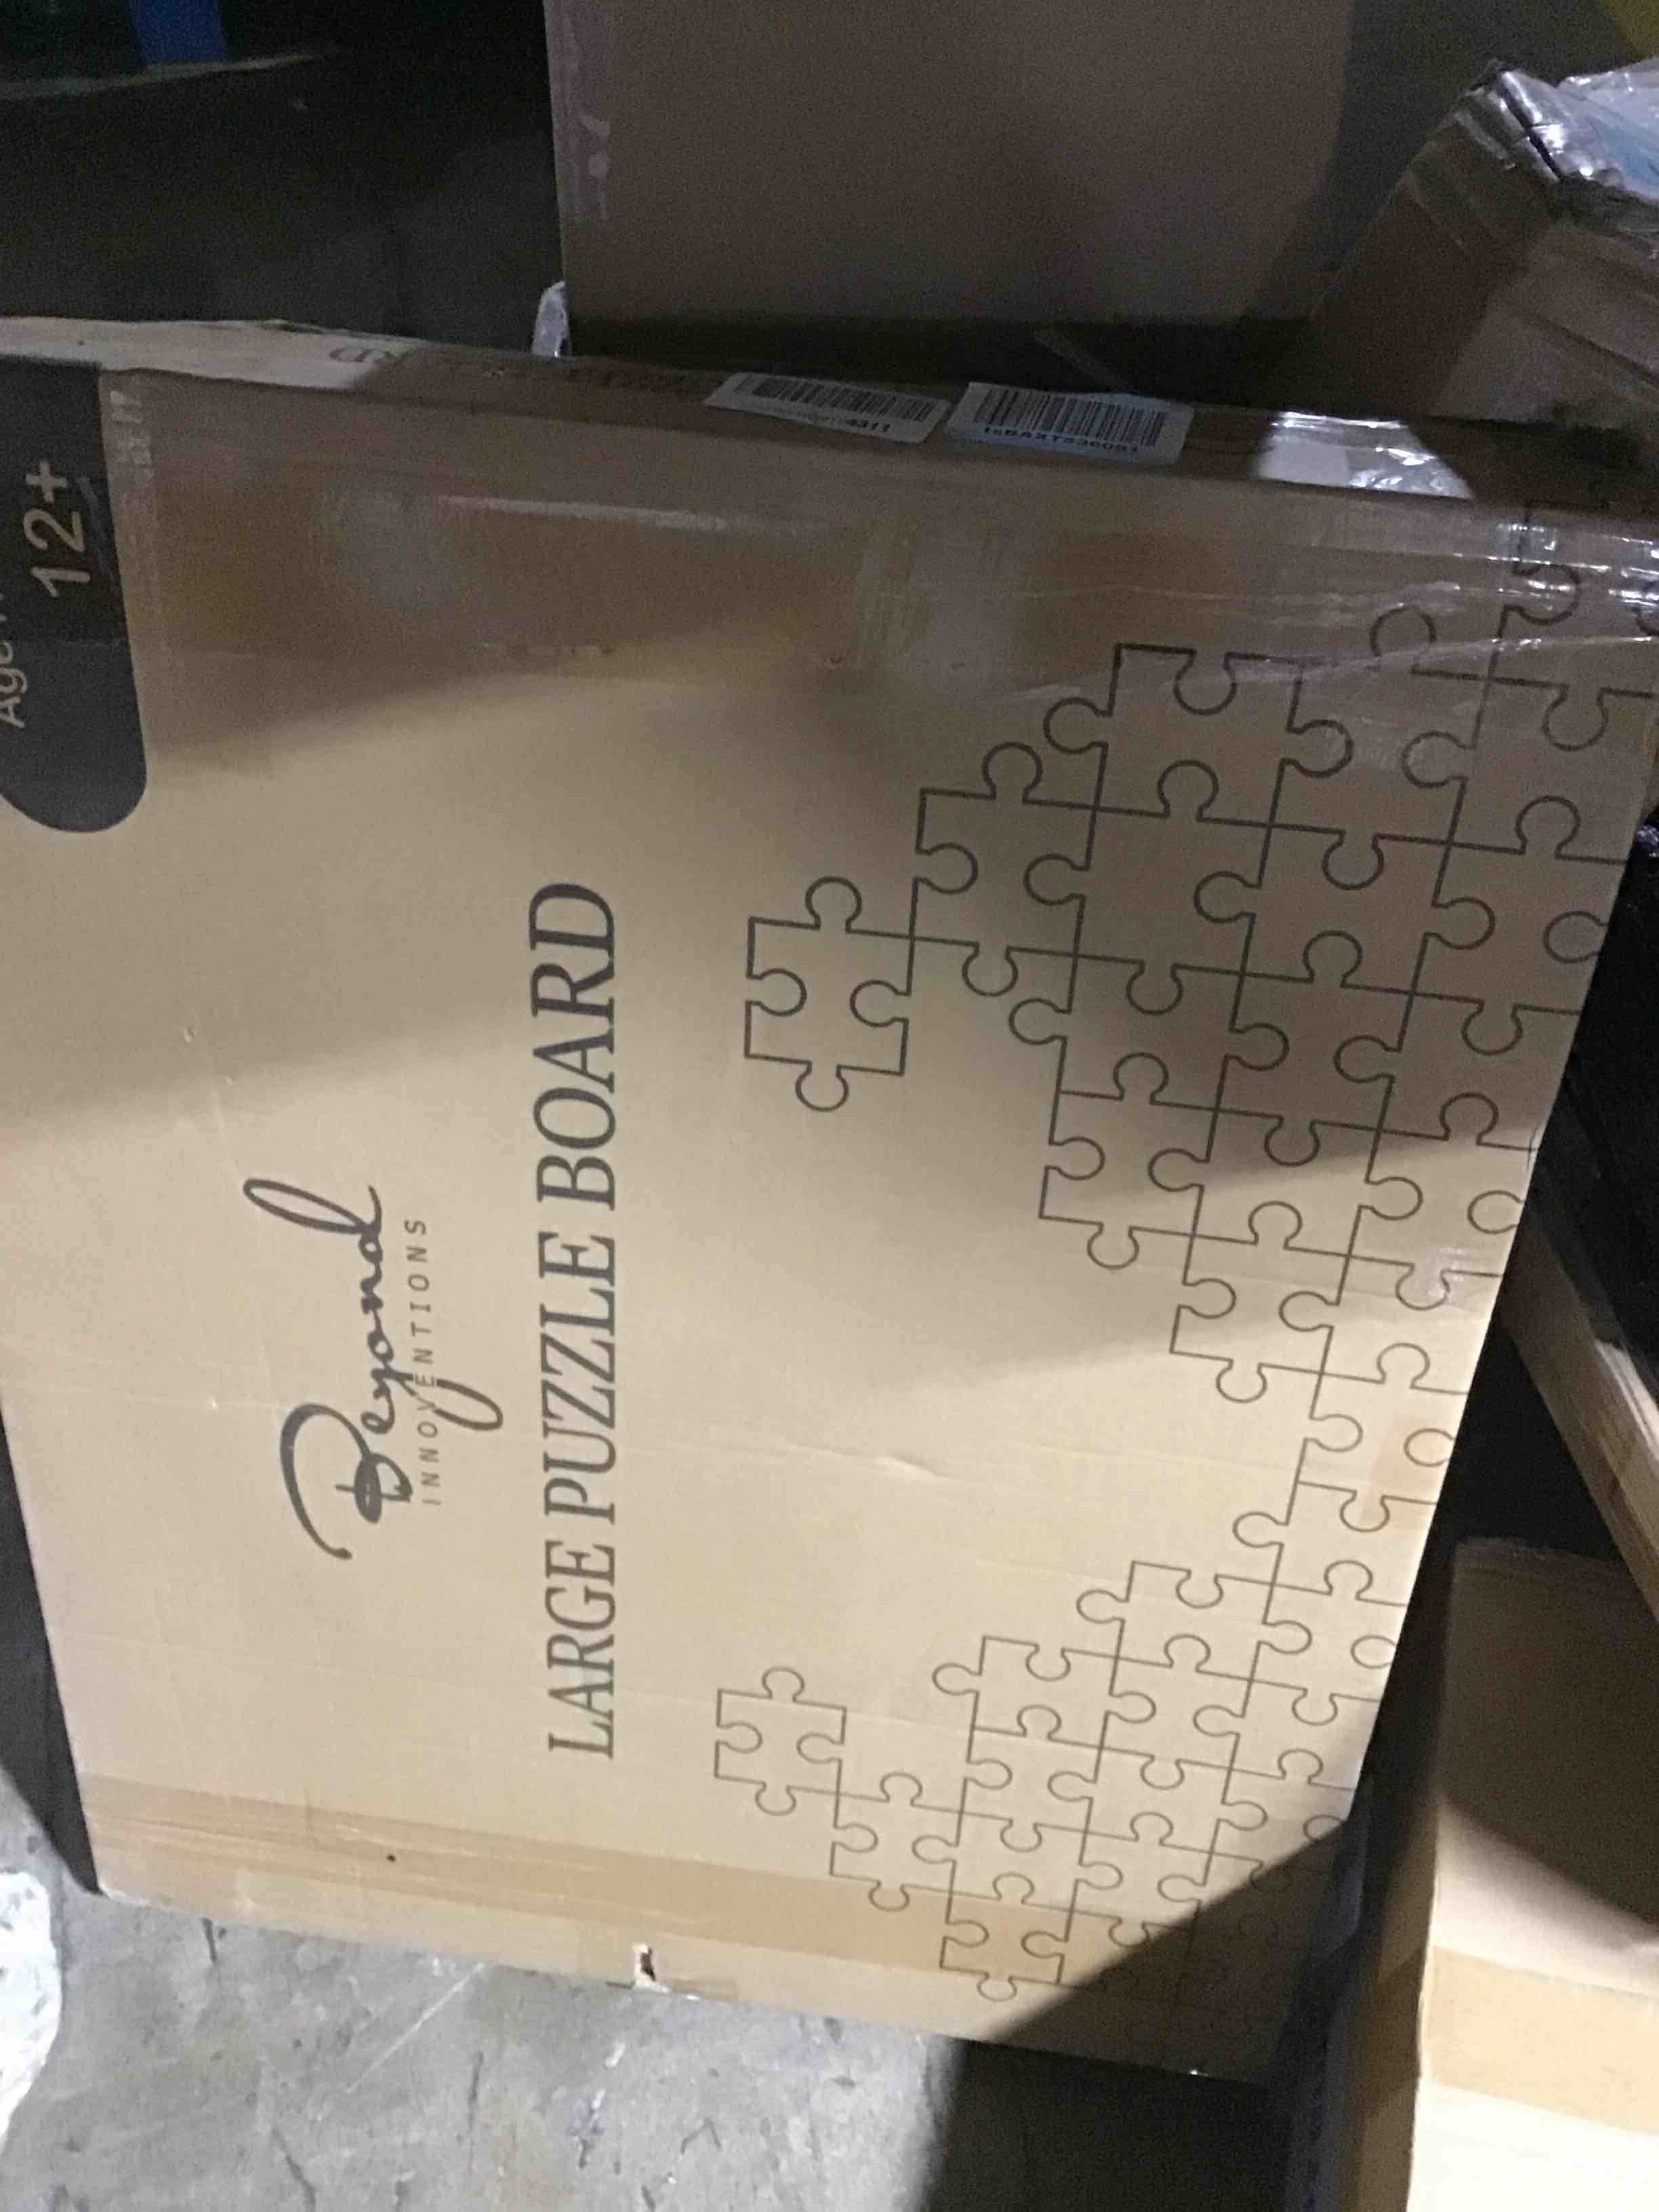 12+
Beyond
INNOVENTIONS
LARGE PUZZLE BOARD